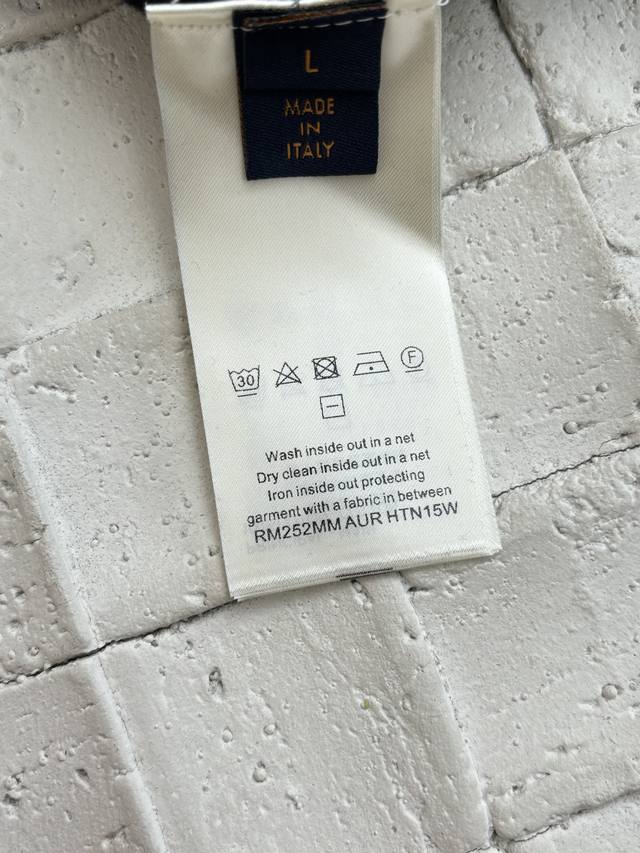 L
MADE
IN
ITALY
30
F
Wash inside out in a net
Dry clean inside out in a net
Iron inside out protecting
garment with a fabric in between
RM252MM AUR HTN15W